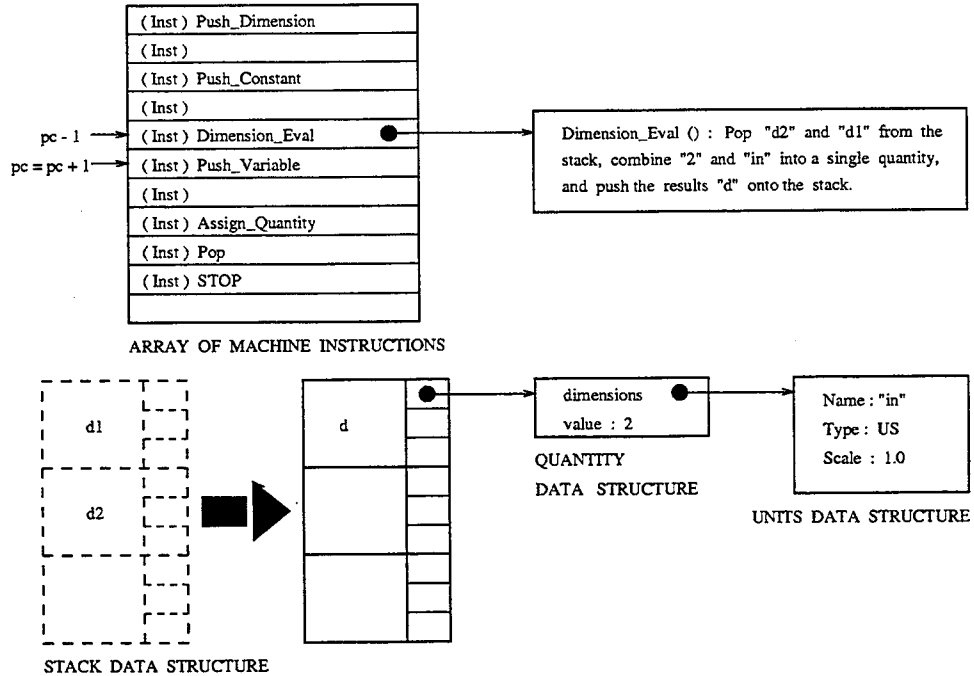 ( Inst ) Push_Dimension
( Inst )
( Inst ) Push_Constant
( Inst )
pc - 1
( Inst ) Dimension_Eval
pc = pc + 1
( Inst ) Push_Variable
( Inst )
( Inst ) Assign_Quantity
( Inst ) Pop
( Inst ) STOP
ARRAY OF MACHINE INSTRUCTIONS
Dimension_Eval () : Pop "d2" and "d1" from the
stack, combine "2" and "in" into a single quantity,
and push the results "d" onto the stack.
d1
d2
STACK DATA STRUCTURE
d
dimensions
value : 2
QUANTITY
DATA STRUCTURE
Name : "in"
Type : US
Scale : 1.0
UNITS DATA STRUCTURE